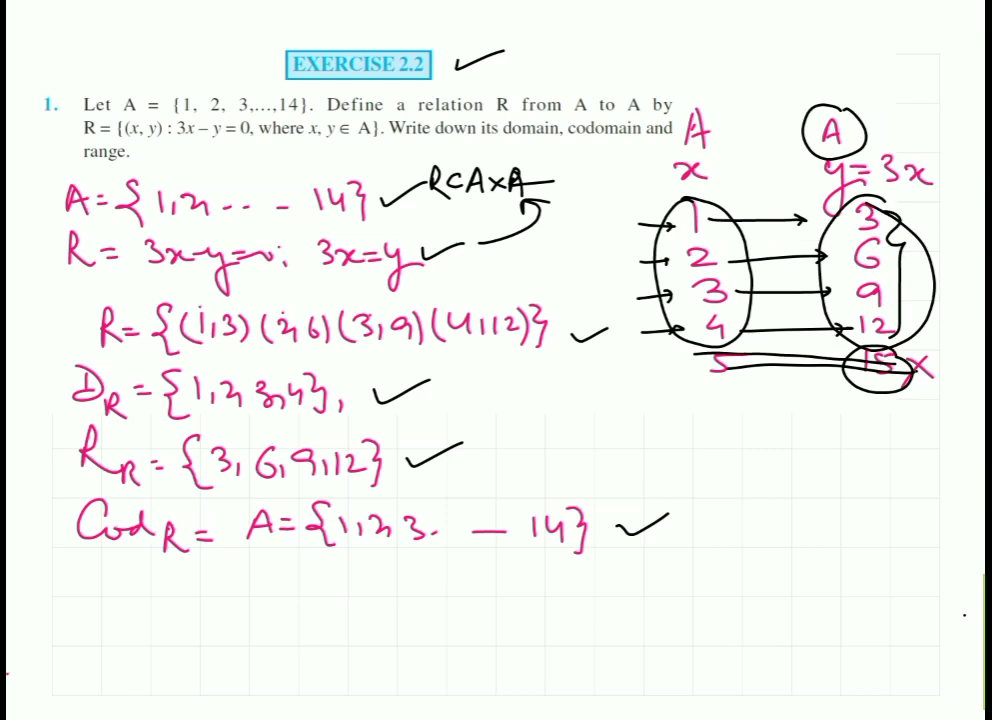 EXERCISE 2.2
1. Let A = {1, 2, 3,...,14}. Define a relation R from A to A by
R = {(x, y) : 3x – y = 0, where x, y ∈ A}. Write down its domain, codomain and
range.
A = {1,2, .. - 14} R⊂A×A
R = 3x-y=0; 3x=y
R = {(1,3) (2,6) (3,9) (4,12)}
D_R = {1,2,3,4},
R_R = {3, 6, 9, 12}
Cod_R = A = {1,2,3. — 14}
A A
x y = 3x
1 3
2 6
3 9
4 12
5 15 x